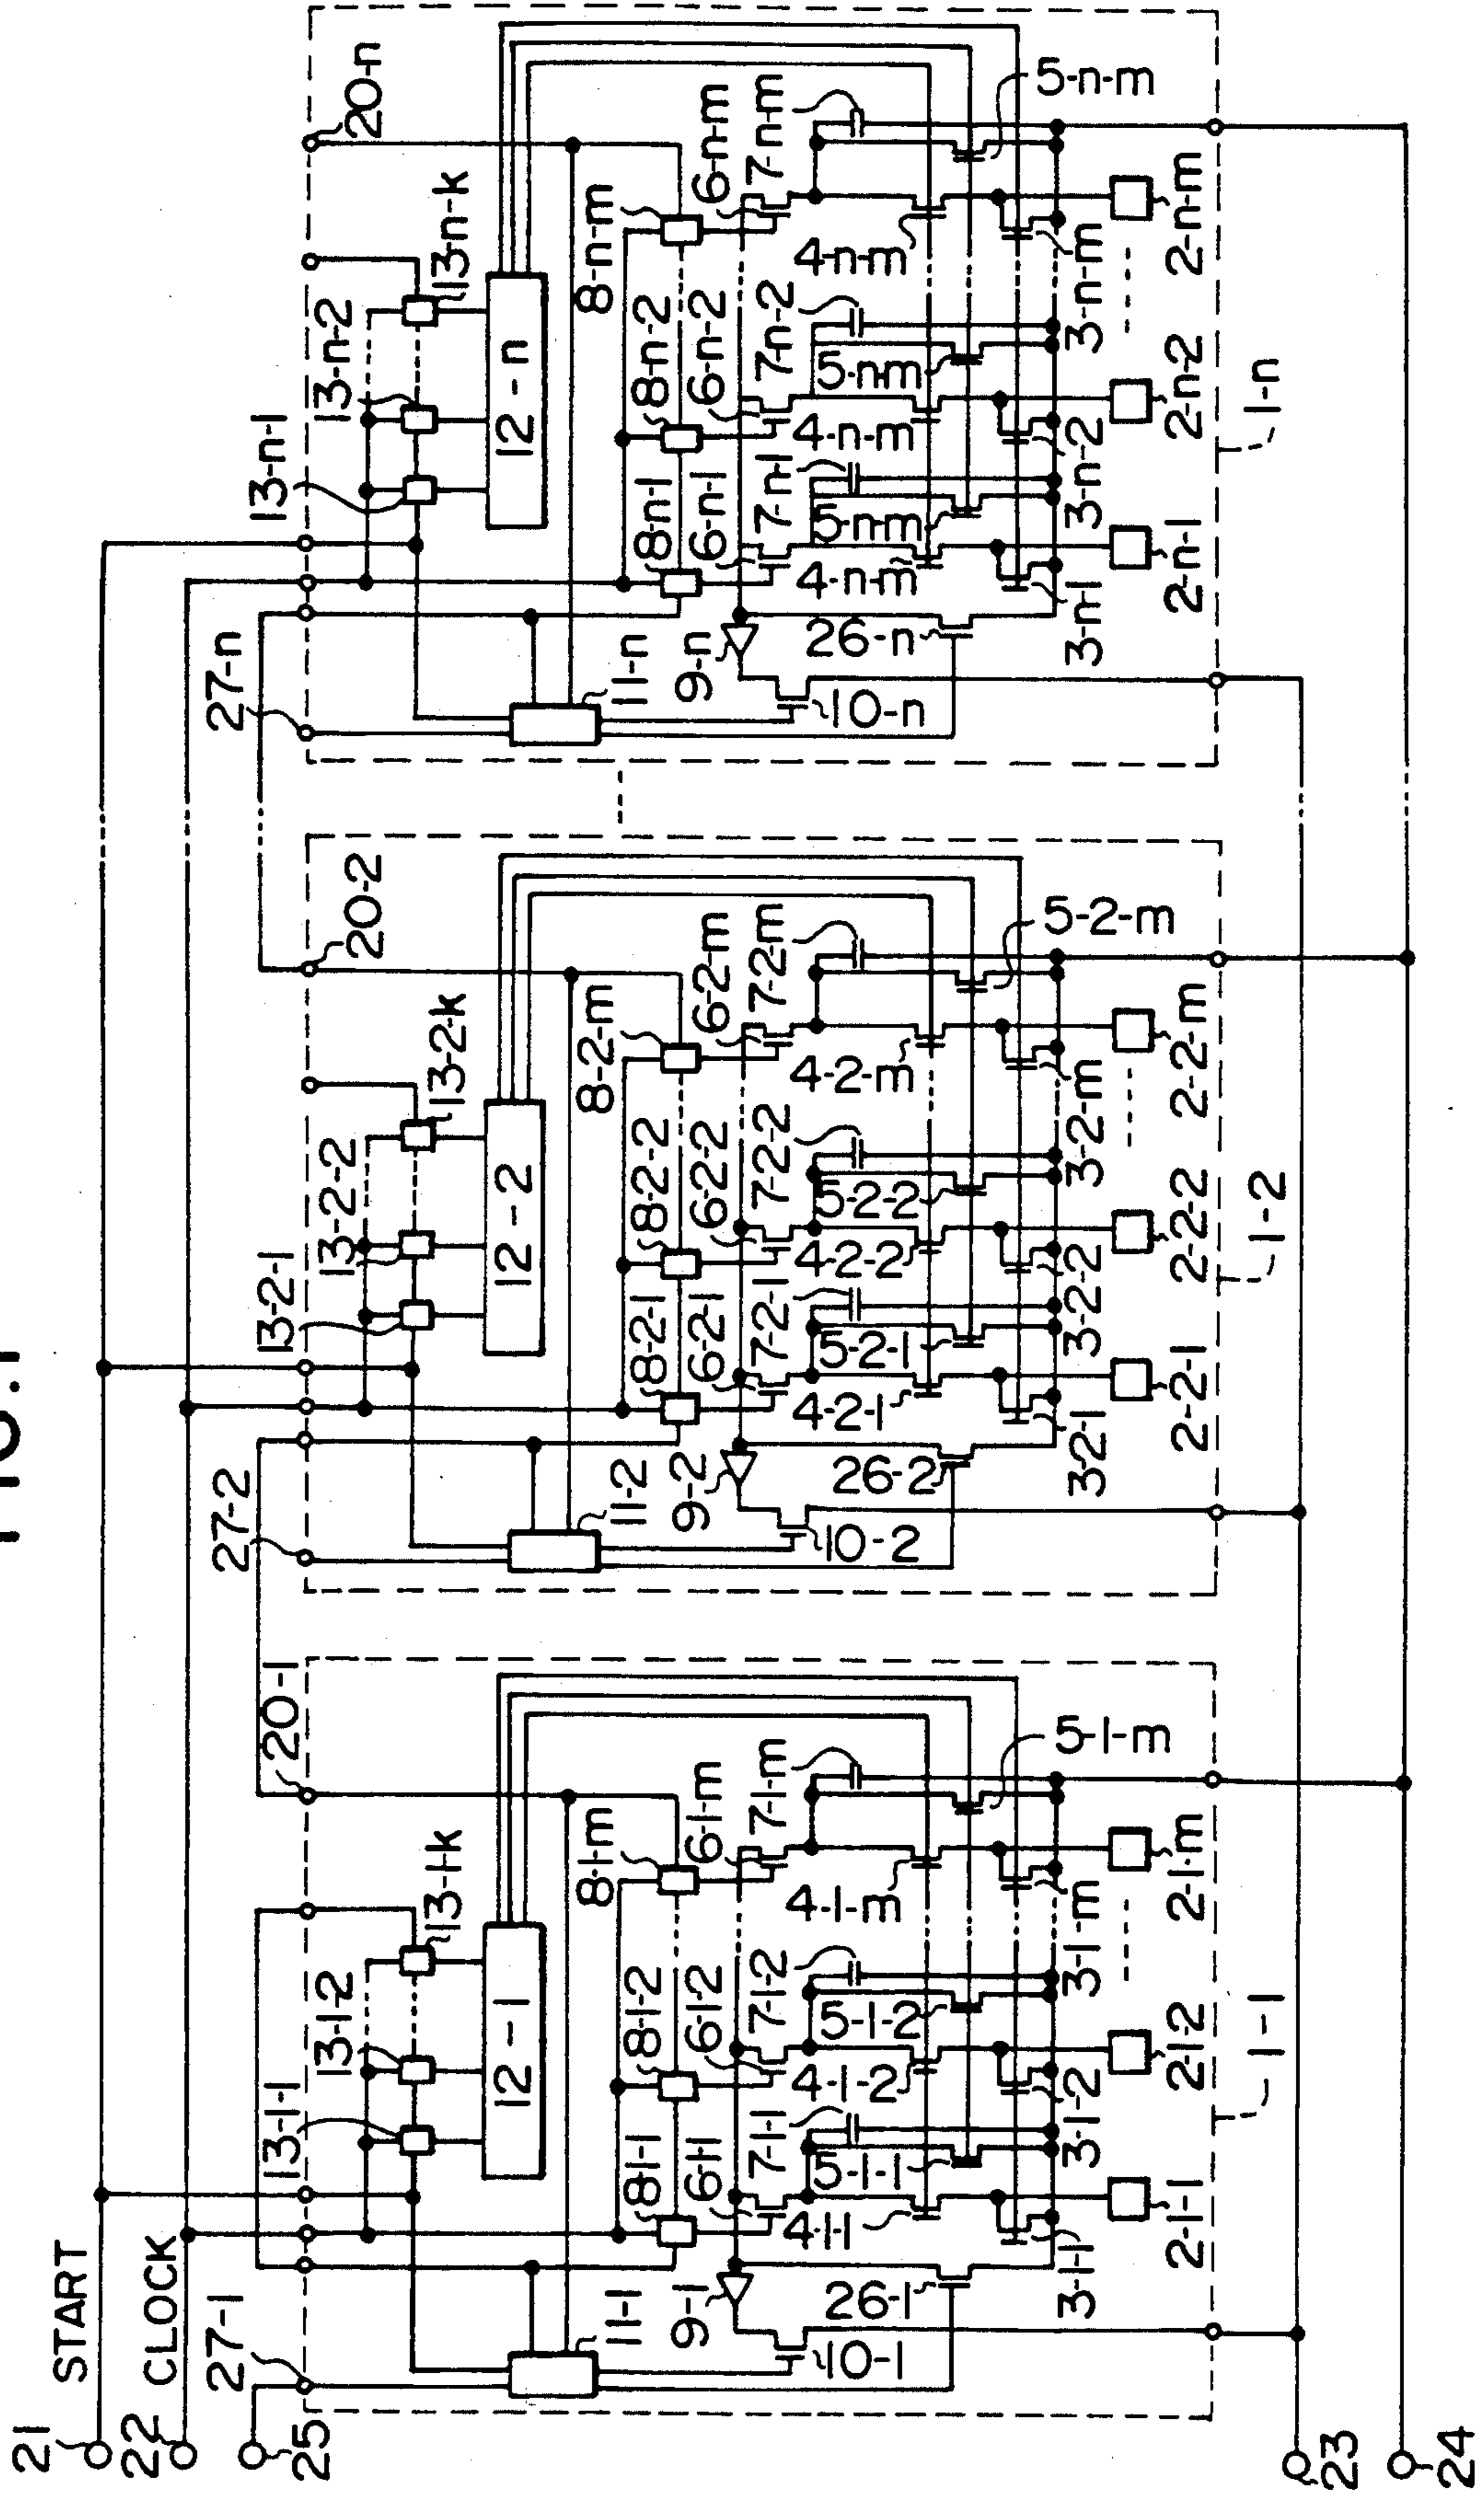 FIG. 1
21
START
22
CLOCK
25
27-1
13-1-1
13-1-2
13-1-k
20-1
12-1
11-1
8-1-1
8-1-2
8-1-m
6-1-1
6-1-2
6-1-m
9-1
7-1-1
7-1-2
7-1-m
10-1
26-1
4-1-1
5-1-1
4-1-2
5-1-2
4-1-m
5-1-m
3-1-1
3-1-2
3-1-m
2-1-1
2-1-2
2-1-m
1-1
27-2
13-2-1
13-2-2
13-2-k
20-2
12-2
11-2
8-2-1
8-2-2
8-2-m
6-2-1
6-2-2
6-2-m
9-2
7-2-1
7-2-2
7-2-m
10-2
26-2
4-2-1
5-2-1
4-2-2
5-2-2
4-2-m
5-2-m
3-2-1
3-2-2
3-2-m
2-2-1
2-2-2
2-2-m
1-2
27-n
13-n-1
13-n-2
13-n-k
20-n
12-n
11-n
8-n-1
8-n-2
8-n-m
6-n-1
6-n-2
6-n-m
9-n
7-n-1
7-n-2
7-n-m
10-n
26-n
4-n-m
5-n-m
4-n-m
5-n-m
4-n-m
5-n-m
3-n-1
3-n-2
3-n-m
2-n-1
2-n-2
2-n-m
1-n
23
24